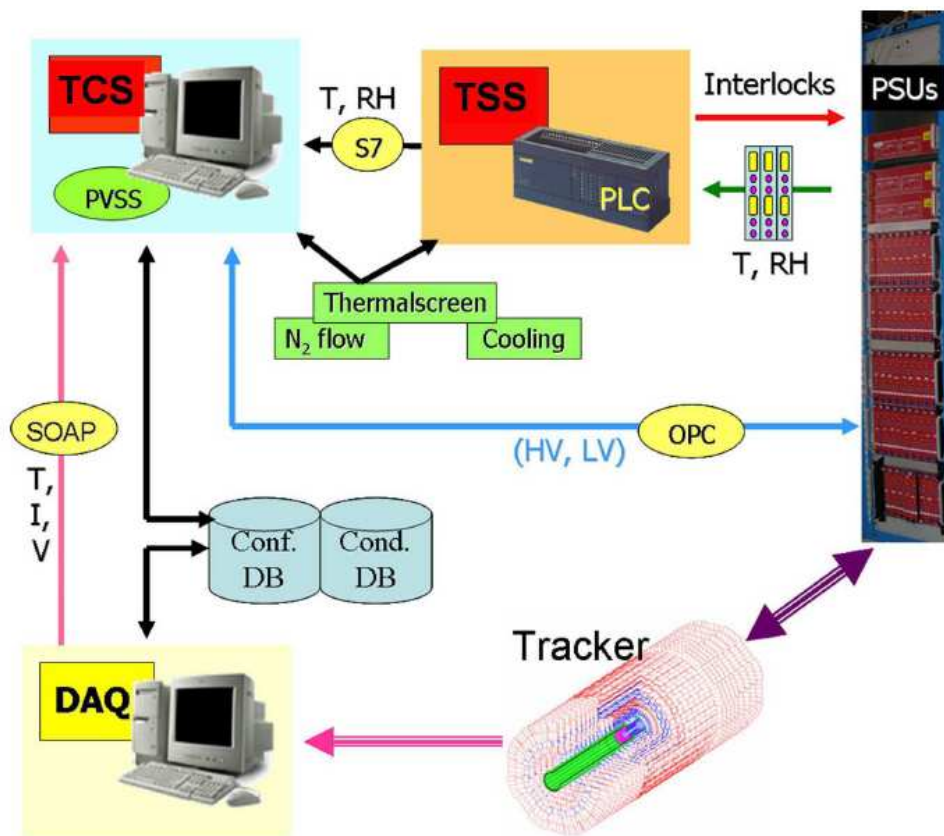 TCS
T, RH
S7
TSS
Interlocks
PSUs
PVSS
PLC
T, RH
Thermalscreen
N₂ flow
Cooling
SOAP
(HV, LV)
OPC
T,
I,
V
Conf.
DB
Cond.
DB
Tracker
DAQ